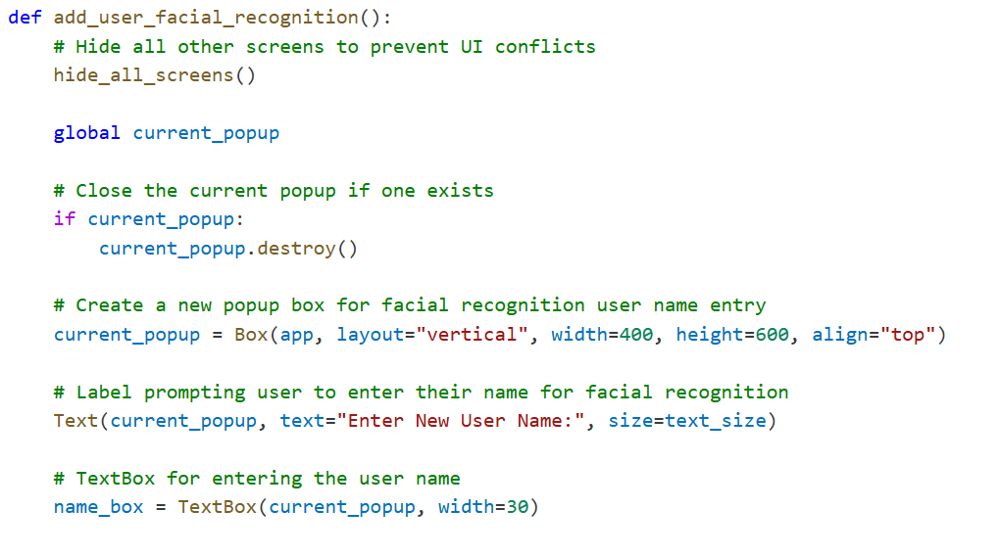 def add_user_facial_recognition():
    # Hide all other screens to prevent UI conflicts
    hide_all_screens()

    global current_popup

    # Close the current popup if one exists
    if current_popup:
        current_popup.destroy()

    # Create a new popup box for facial recognition user name entry
    current_popup = Box(app, layout="vertical", width=400, height=600, align="top")

    # Label prompting user to enter their name for facial recognition
    Text(current_popup, text="Enter New User Name:", size=text_size)

    # TextBox for entering the user name
    name_box = TextBox(current_popup, width=30)